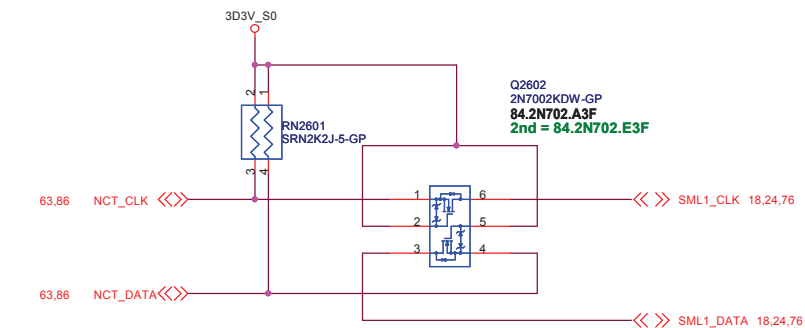 3D3V_S0
Q2602
2N7002KDW-GP
84.2N702.A3F
2nd = 84.2N702.E3F
2 1
RN2601
SRN2K2J-5-GP
3 4
63,86 NCT_CLK
1 6
SML1_CLK 18,24,76
2 5
3 4
63,86 NCT_DATA
SML1_DATA 18,24,76